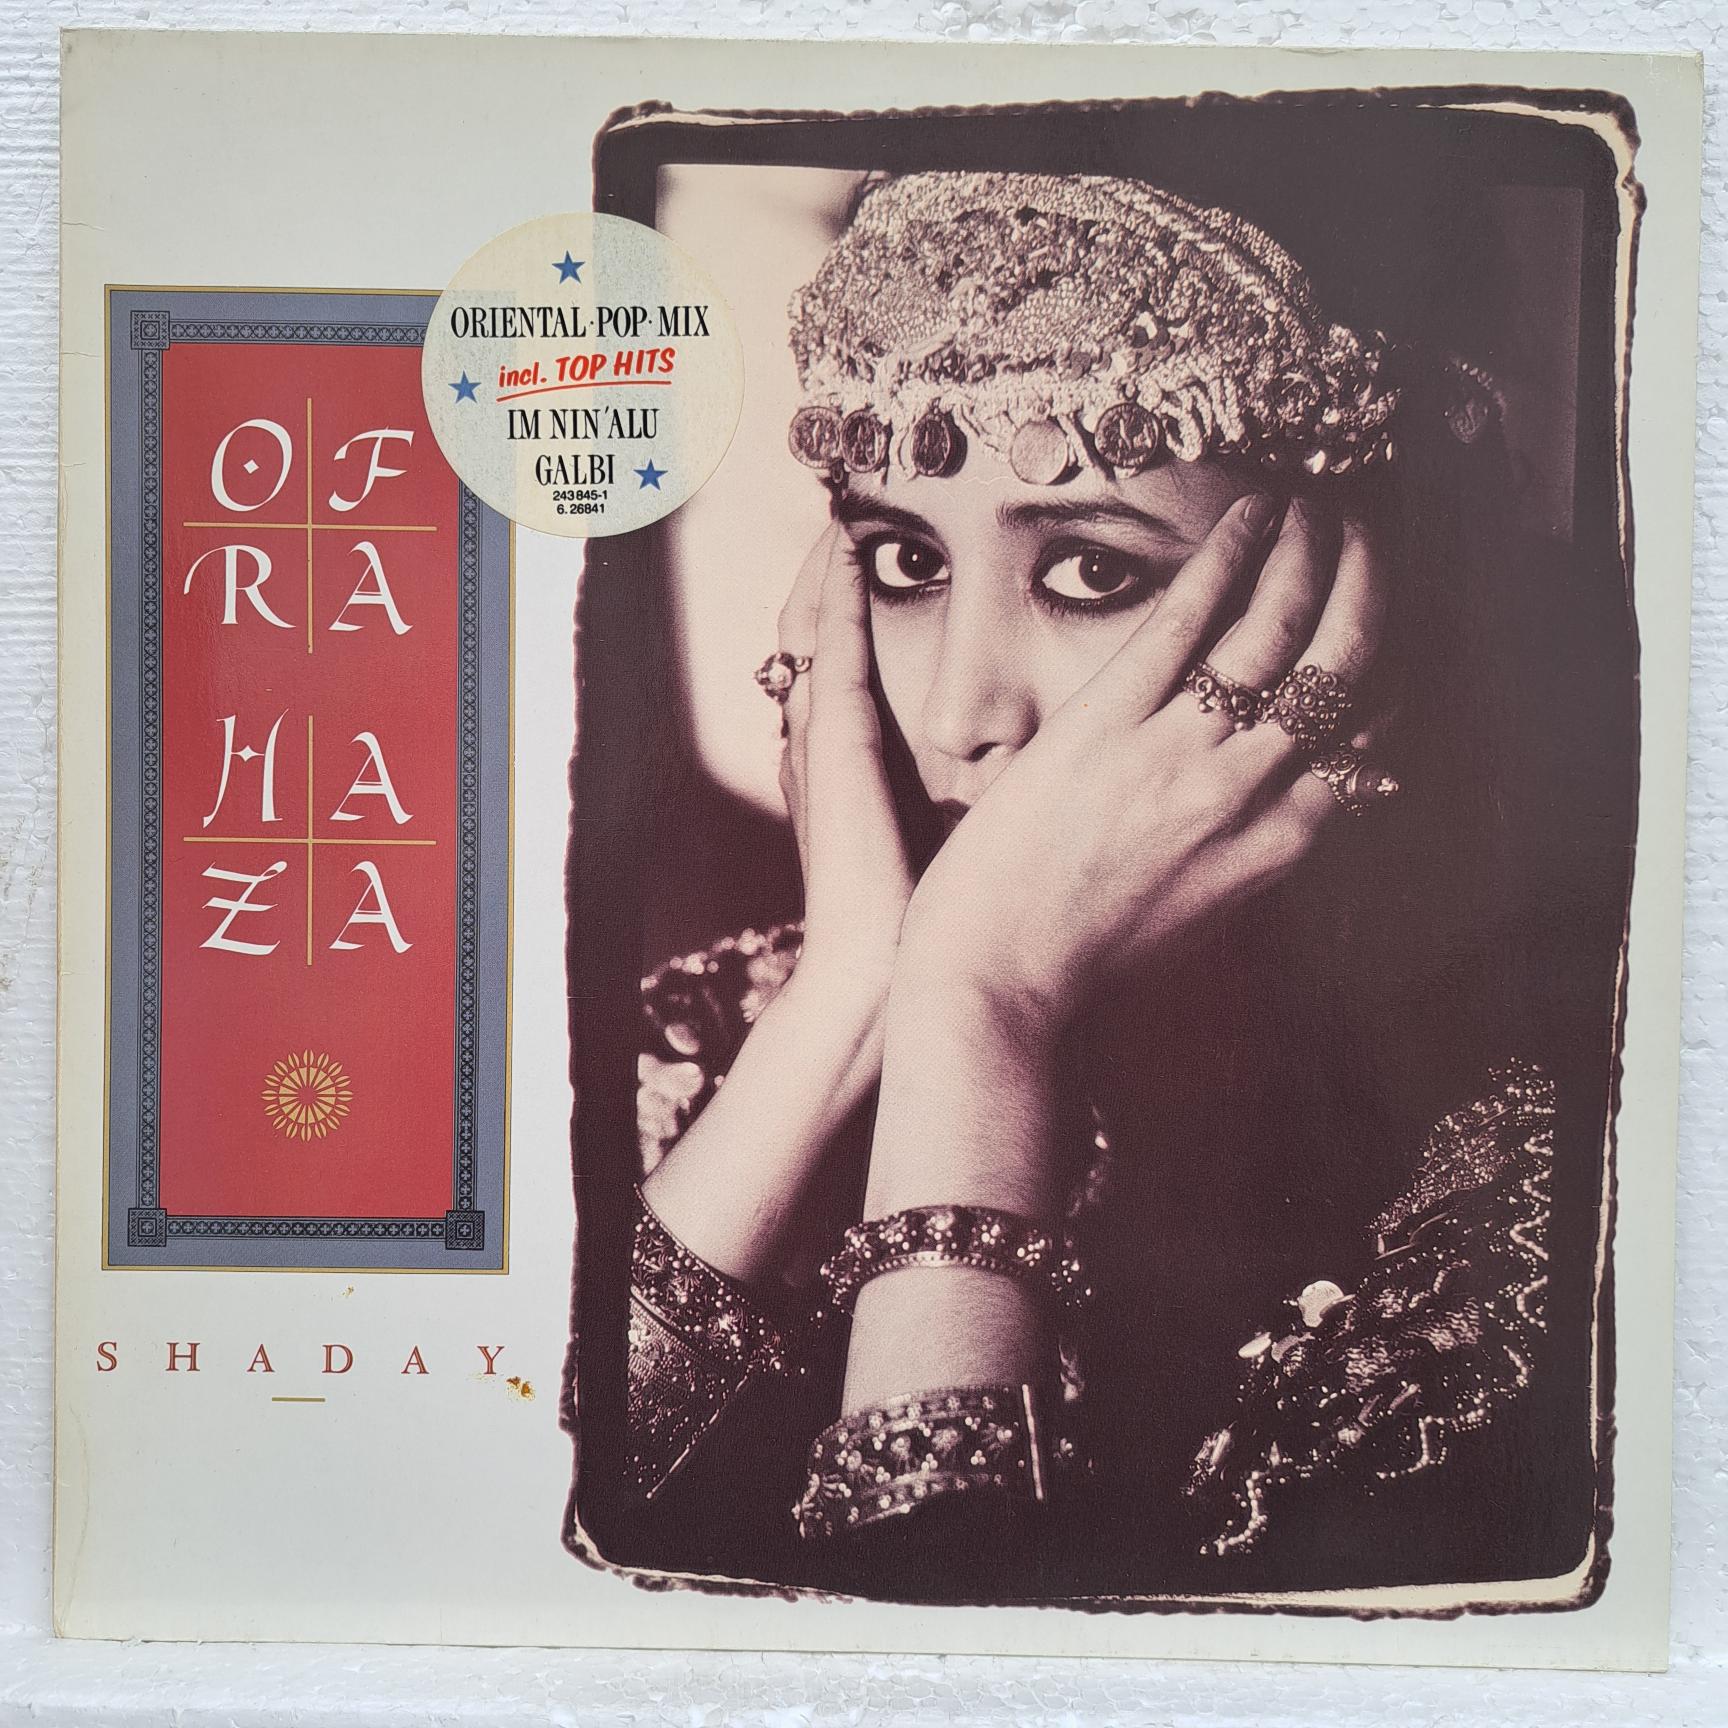 OF
RA
HA
ZA
SHADAY
ORIENTAL·POP·MIX
incl. TOP HITS
IM NIN'ALU
GALBI
243 845-1
6.26841